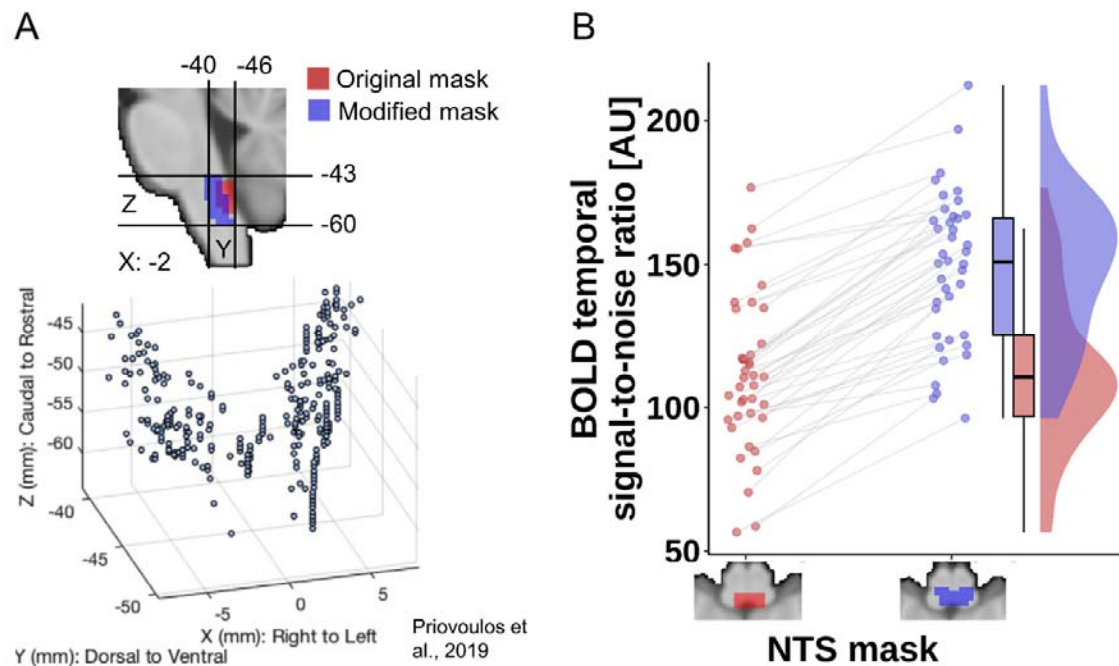 A
-40 -46
Original mask
Modified mask
-43
Z
-60
Y
X: -2
Z (mm): Caudal to Rostral
-45
-50
-55
-60
-40
-45
-50
-5
0
5
X (mm): Right to Left
Y (mm): Dorsal to Ventral
Priovoulos et
al., 2019
B
BOLD temporal
signal-to-noise ratio [AU]
200
150
100
50
NTS mask